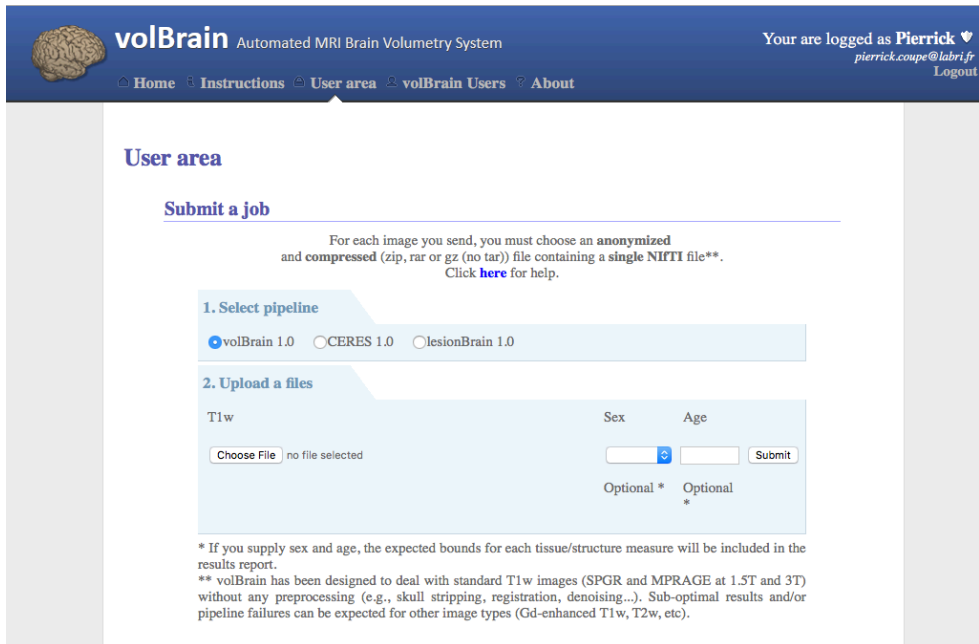 volBrain Automated MRI Brain Volumetry System
Your are logged as Pierrick
pierrick.coupe@labri.fr
Logout
Home Instructions User area volBrain Users ? About
User area
Submit a job
For each image you send, you must choose an anonymized
and compressed (zip, rar or gz (no tar)) file containing a single NIfTI file**.
Click here for help.
1. Select pipeline
volBrain 1.0 CERES 1.0 lesionBrain 1.0
2. Upload a files
T1w Sex Age
Choose File no file selected Submit
Optional * Optional
*
* If you supply sex and age, the expected bounds for each tissue/structure measure will be included in the
results report.
** volBrain has been designed to deal with standard T1w images (SPGR and MPRAGE at 1.5T and 3T)
without any preprocessing (e.g., skull stripping, registration, denoising...). Sub-optimal results and/or
pipeline failures can be expected for other image types (Gd-enhanced T1w, T2w, etc).